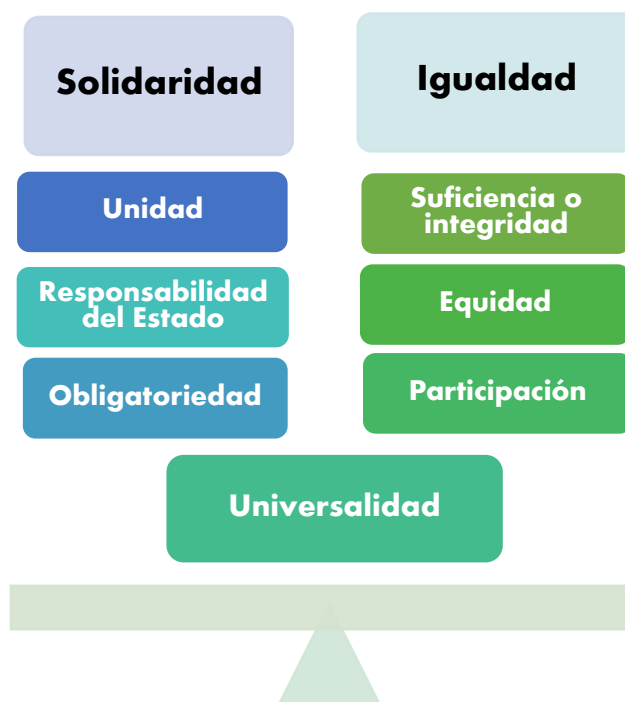 Solidaridad
Igualdad
Unidad
Suficiencia o
integridad
Responsabilidad
del Estado
Equidad
Obligatoriedad
Participación
Universalidad